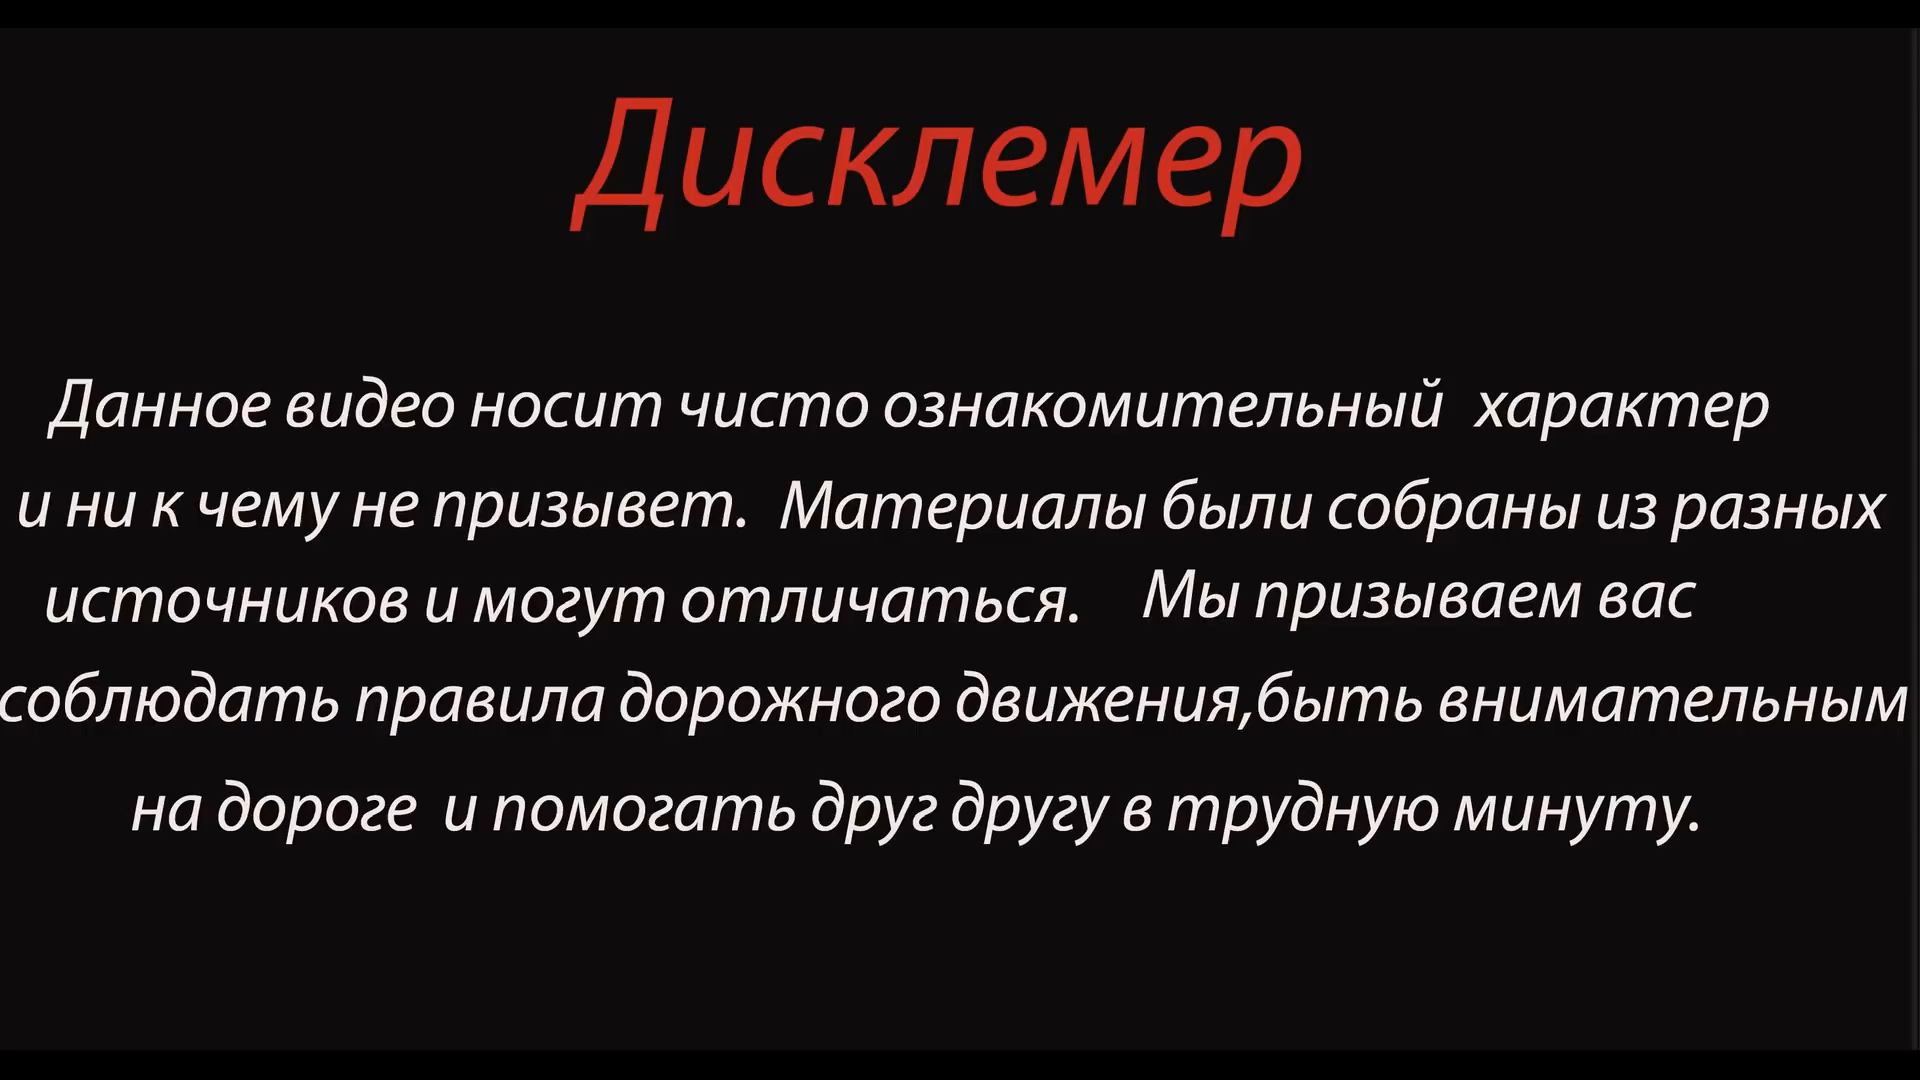 Дисклемер
Данное видео носит чисто ознакомительный характер
и ни к чему не призывет. Материалы были собраны из разных
источников и могут отличаться. Мы призываем вас
соблюдать правила дорожного движения,быть внимательным
на дороге и помогать друг другу в трудную минуту.